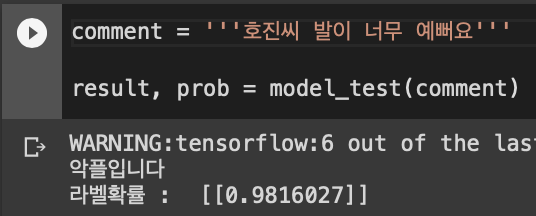 comment = '''호진씨 발이 너무 예뻐요'''
result, prob = model_test(comment)
WARNING:tensorflow:6 out of the las
악플입니다
라벨확률 :  [[0.9816027]]